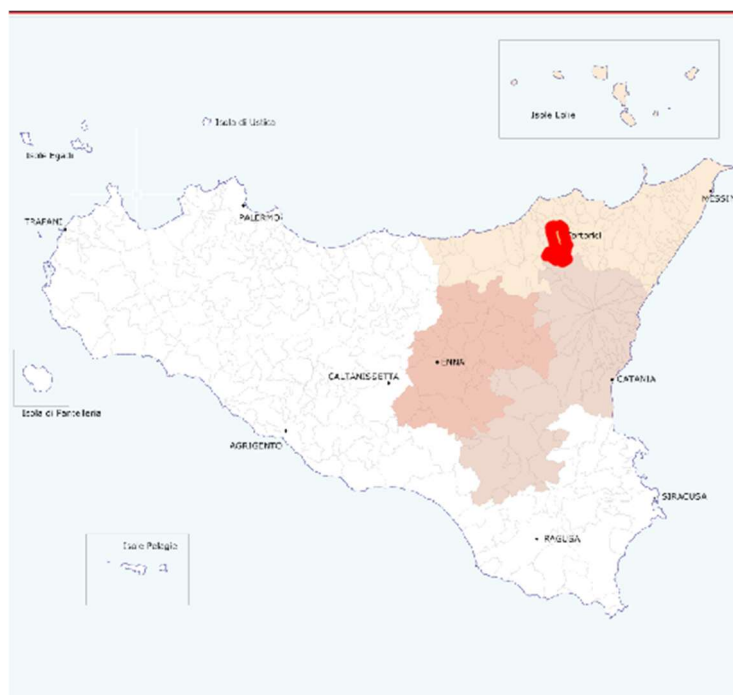 Isola di Ustica
Isole Egadi
Isole Eolie
MESSIN
TRAPANI
PALERMO
Tortorici
ENNA
CALTANISSETTA
CATANIA
Isola di Pantelleria
AGRIGENTO
SIRACUSA
Isole Pelagie
RAGUSA